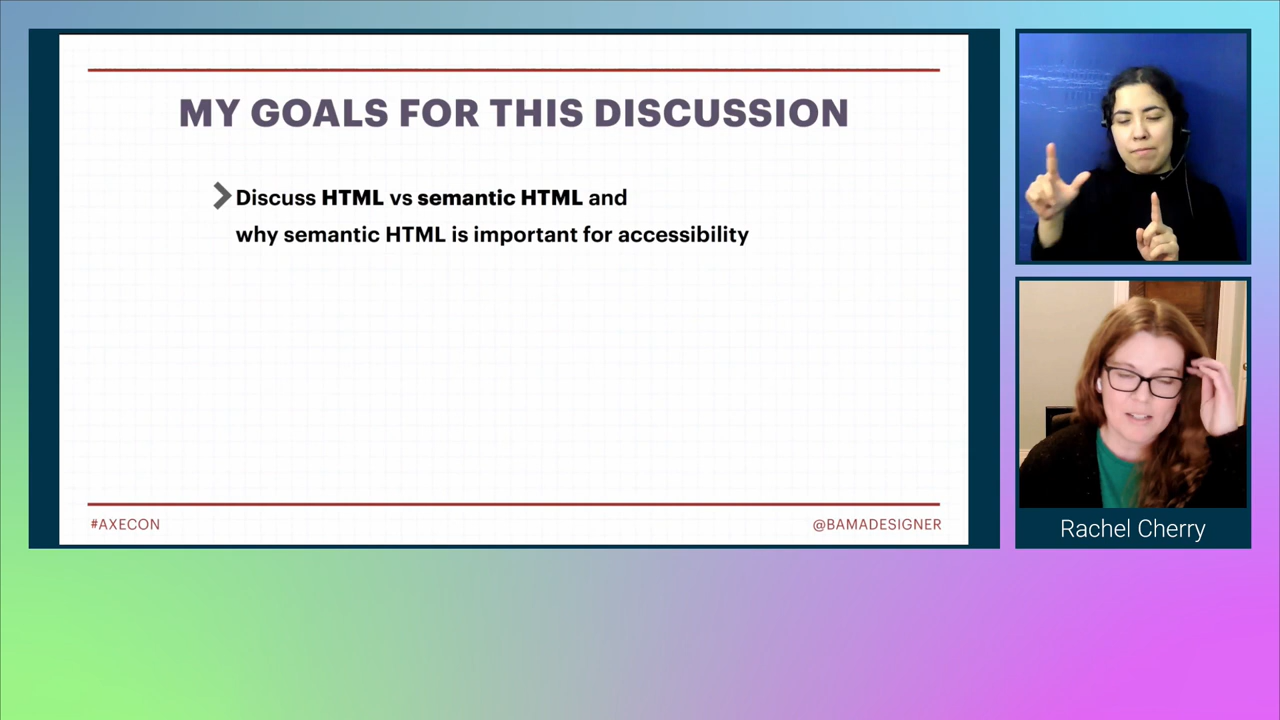 MY GOALS FOR THIS DISCUSSION
Discuss HTML vs semantic HTML and
why semantic HTML is important for accessibility
#AXECON
@BAMADESIGNER
Rachel Cherry